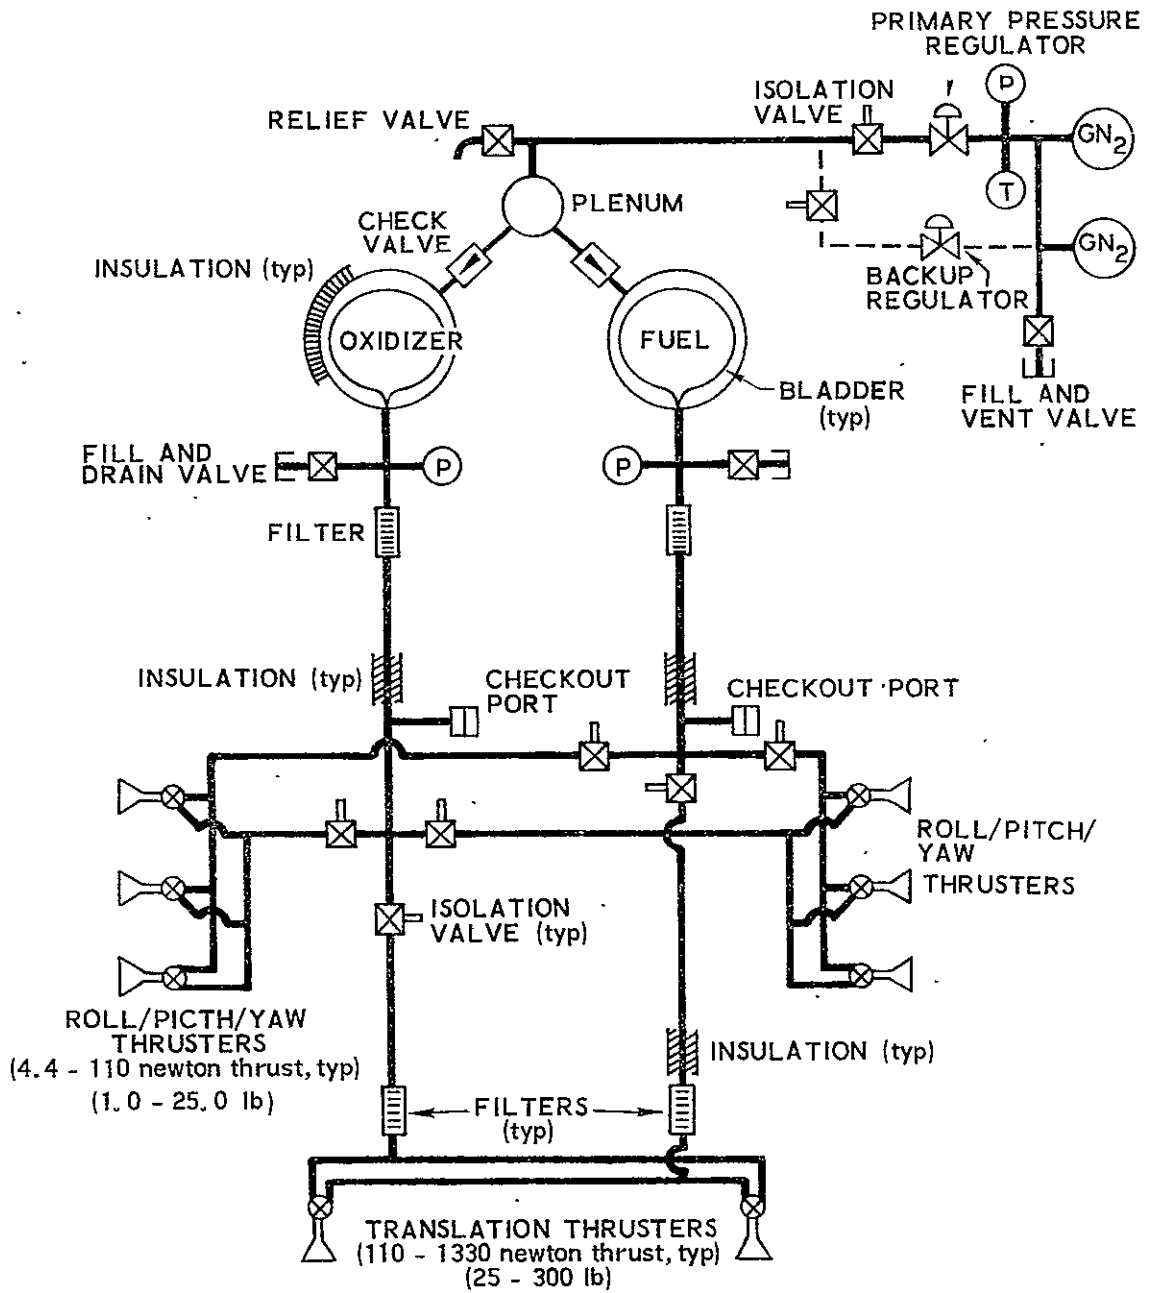 PRIMARY PRESSURE
REGULATOR
ISOLATION
VALVE
P
RELIEF VALVE
GN2
T
PLENUM
CHECK
VALVE
GN2
INSULATION (typ)
BACKUP
REGULATOR
OXIDIZER
FUEL
BLADDER
(typ)
FILL AND
VENT VALVE
FILL AND
DRAIN VALVE
P
P
FILTER
INSULATION (typ)
CHECKOUT
PORT
CHECKOUT PORT
ROLL/PITCH/
YAW
THRUSTERS
ISOLATION
VALVE (typ)
ROLL/PICTH/YAW
THRUSTERS
(4.4 - 110 newton thrust, typ)
(1.0 - 25.0 lb)
INSULATION (typ)
FILTERS
(typ)
TRANSLATION THRUSTERS
(110 - 1330 newton thrust, typ)
(25 - 300 lb)